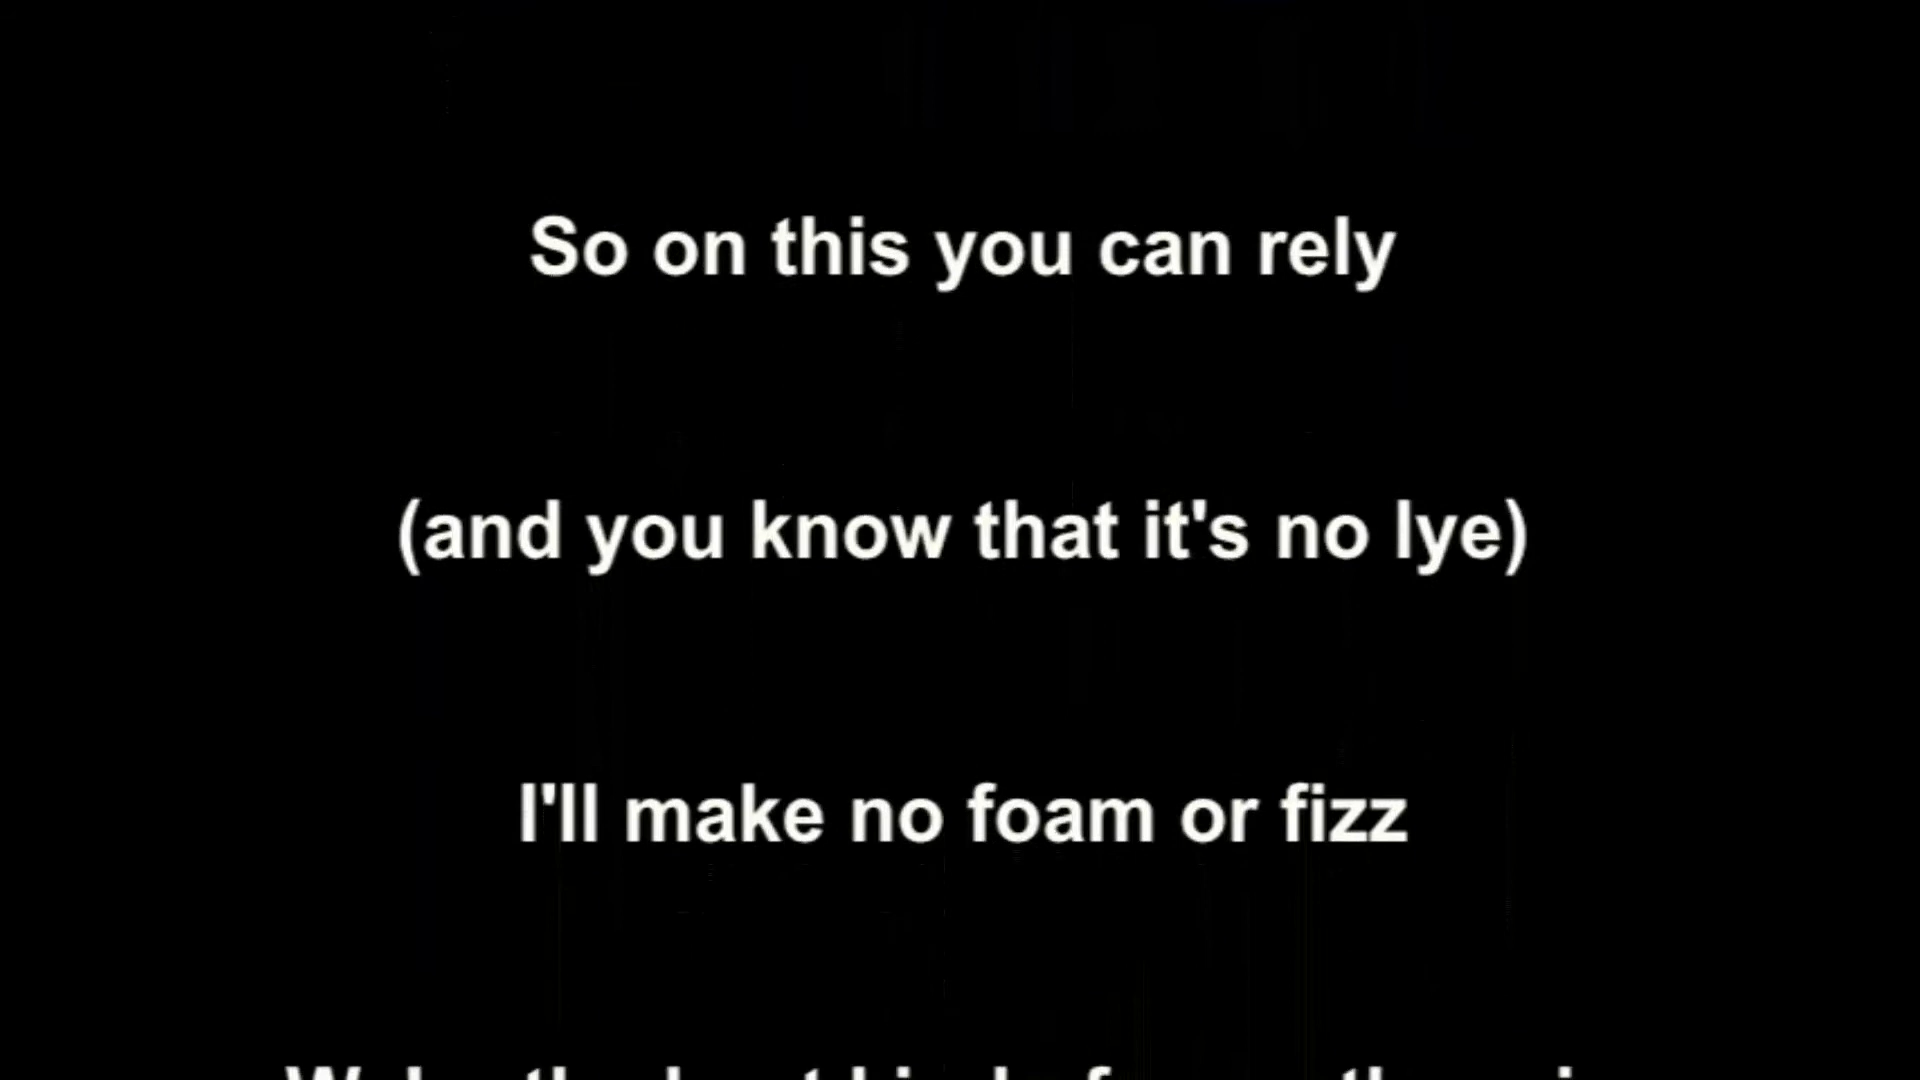 So on this you can rely
(and you know that it's no lye)
I'll make no foam or fizz